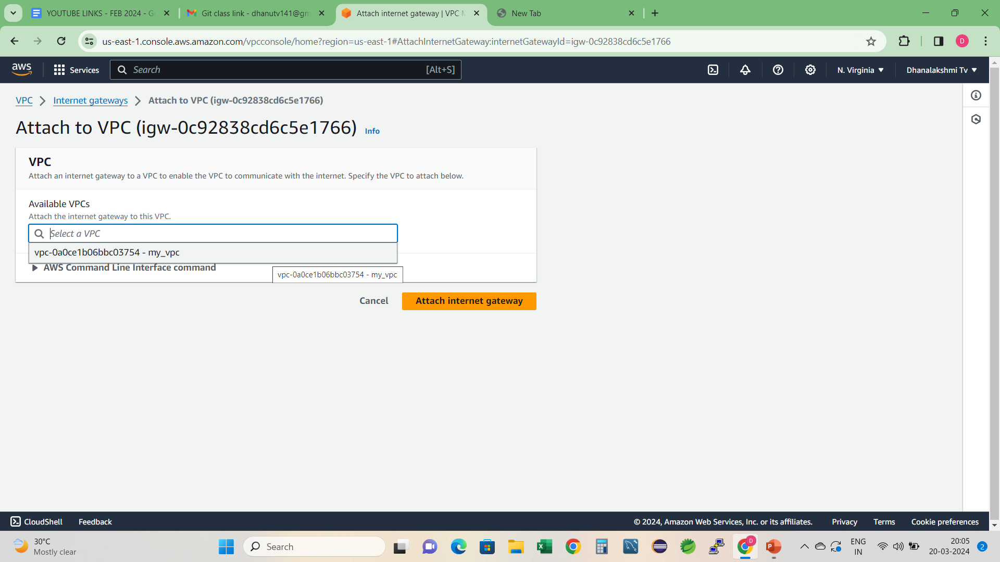 YOUTUBE LINKS - FEB 2024 - G
Git class link - dhanutv141@gm
Attach internet gateway | VPC M
New Tab
us-east-1.console.aws.amazon.com/vpcconsole/home?region=us-east-1#AttachInternetGateway:internetGatewayId=igw-0c92838cd6c5e1766
D
aws
Services
Search
[Alt+S]
N. Virginia
Dhanalakshmi Tv
VPC
Internet gateways
Attach to VPC (igw-0c92838cd6c5e1766)
Attach to VPC (igw-0c92838cd6c5e1766) Info
VPC
Attach an internet gateway to a VPC to enable the VPC to communicate with the internet. Specify the VPC to attach below.
Available VPCs
Attach the internet gateway to this VPC.
Select a VPC
vpc-0a0ce1b06bbc03754 - my_vpc
AWS Command Line Interface command
vpc-0a0ce1b06bbc03754 - my_vpc
Cancel
Attach internet gateway
CloudShell
Feedback
© 2024, Amazon Web Services, Inc. or its affiliates.
Privacy
Terms
Cookie preferences
30°C
Mostly clear
Search
D
ENG
IN
20:05
20-03-2024
2